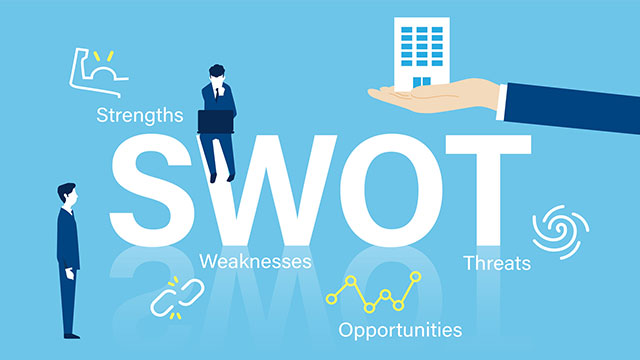 Strengths
SWOT
Weaknesses
Threats
Opportunities